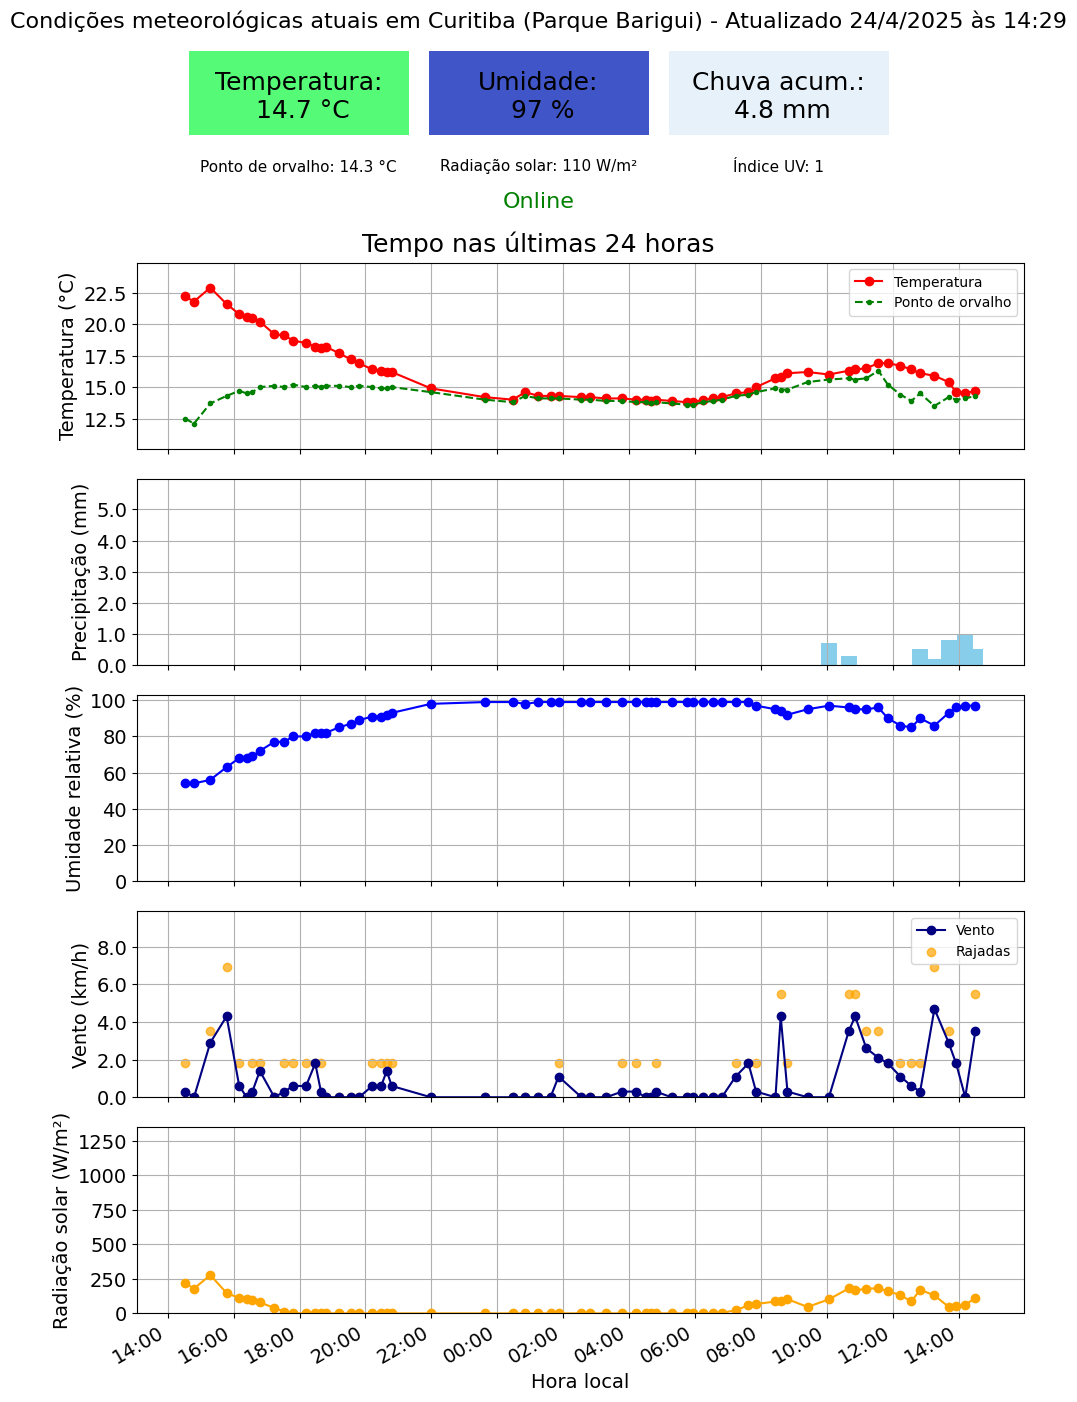 Condições meteorológicas atuais em Curitiba (Parque Barigui) - Atualizado 24/4/2025 às 14:29
Temperatura:
14.7 °C
Umidade:
97 %
Chuva acum.:
4.8 mm
Ponto de orvalho: 14.3 °C
Radiação solar: 110 W/m²
Índice UV: 1
Online
Tempo nas últimas 24 horas
Temperatura (°C)
22.5
20.0
17.5
15.0
12.5
Temperatura
Ponto de orvalho
Precipitação (mm)
5.0
4.0
3.0
2.0
1.0
0.0
Umidade relativa (%)
100
80
60
40
20
0
Vento (km/h)
8.0
6.0
4.0
2.0
0.0
Vento
Rajadas
Radiação solar (W/m²)
1250
1000
750
500
250
0
14:00
16:00
18:00
20:00
22:00
00:00
02:00
04:00
06:00
08:00
10:00
12:00
14:00
Hora local